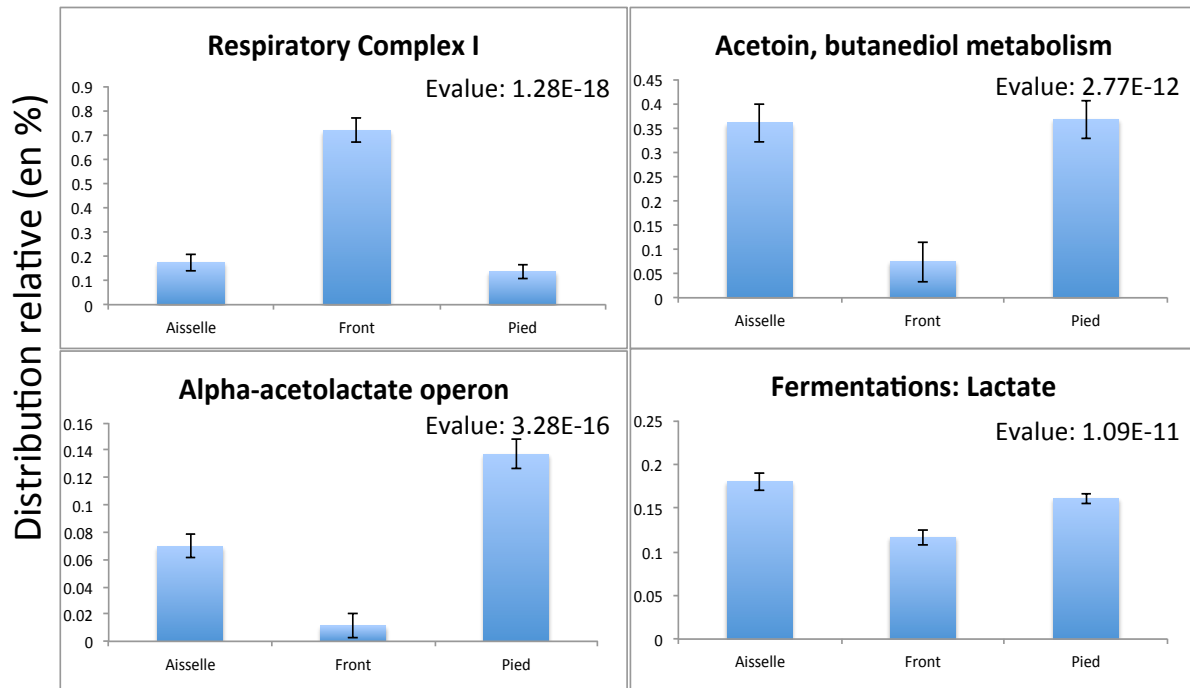 Distribution relative (en %)
Respiratory Complex I
Evalue: 1.28E-18
0.9
0.8
0.7
0.6
0.5
0.4
0.3
0.2
0.1
0
Aisselle Front Pied
Acetoin, butanediol metabolism
Evalue: 2.77E-12
0.45
0.4
0.35
0.3
0.25
0.2
0.15
0.1
0.05
0
Aisselle Front Pied
Alpha-acetolactate operon
Evalue: 3.28E-16
0.16
0.14
0.12
0.1
0.08
0.06
0.04
0.02
0
Aisselle Front Pied
Fermentations: Lactate
Evalue: 1.09E-11
0.25
0.2
0.15
0.1
0.05
0
Aisselle Front Pied